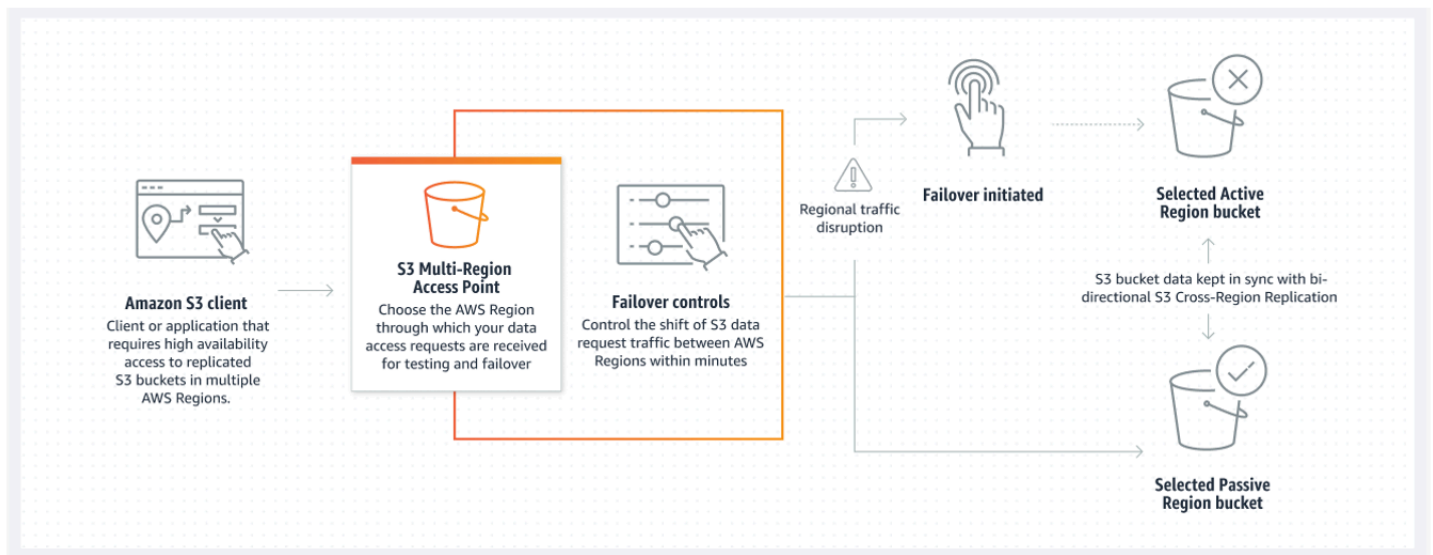 Amazon S3 client
Client or application that
requires high availability
access to replicated
S3 buckets in multiple
AWS Regions.
S3 Multi-Region
Access Point
Choose the AWS Region
through which your data
access requests are received
for testing and failover
Failover controls
Control the shift of S3 data
request traffic between AWS
Regions within minutes
Regional traffic
disruption
Failover initiated
Selected Active
Region bucket
S3 bucket data kept in sync with bi-
directional S3 Cross-Region Replication
Selected Passive
Region bucket